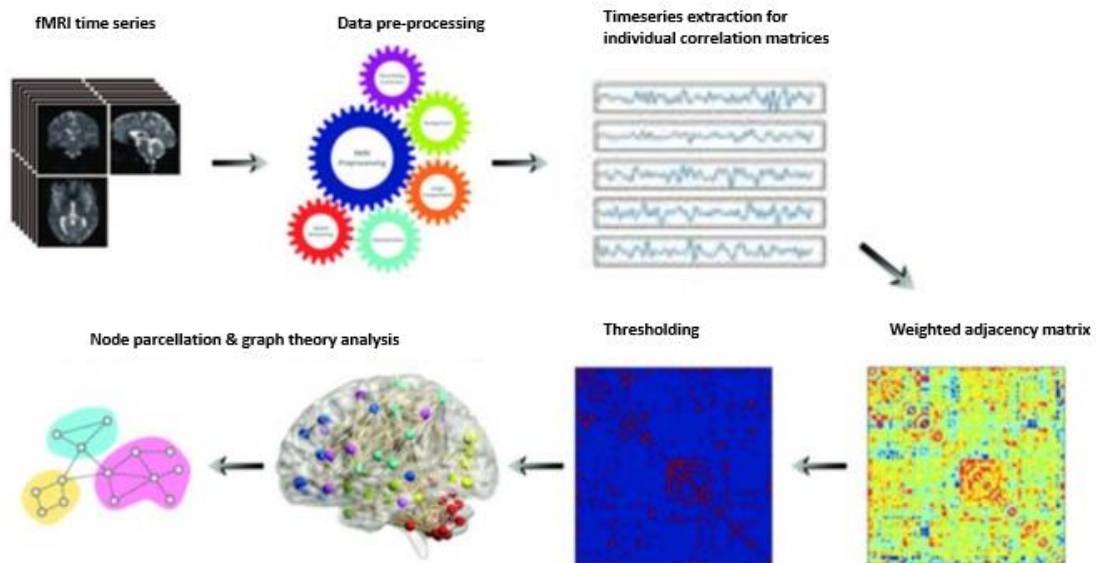 fMRI time series
Data pre-processing
Timeseries extraction for
individual correlation matrices
Preprocessing
Node parcellation & graph theory analysis
Thresholding
Weighted adjacency matrix